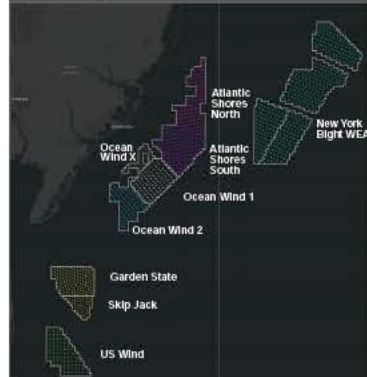 Atlantic
Shores
North
New York
Bight WEA
Ocean
Wind X
Atlantic
Shores
South
Ocean Wind 1
Ocean Wind 2
Garden State
Skip Jack
US Wind